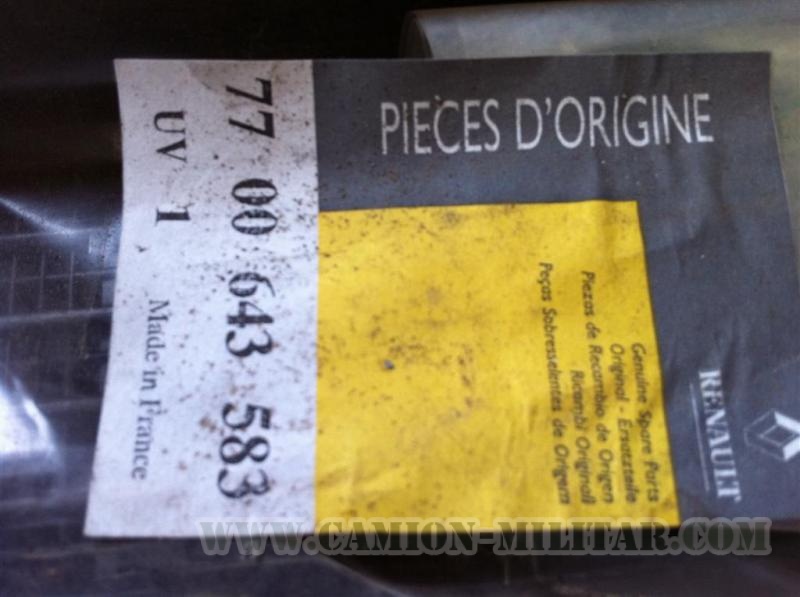 PIECES D'ORIGINE
77 00 643 583
UV 1
Made in France
Genuine Spare Parts
Original - Ersatzteile
Piezas de Recambio de Origen
Ricambi Originali
Peças Sobresselentes de Origem
RENAULT
WWW.CAMION-MILITAR.COM